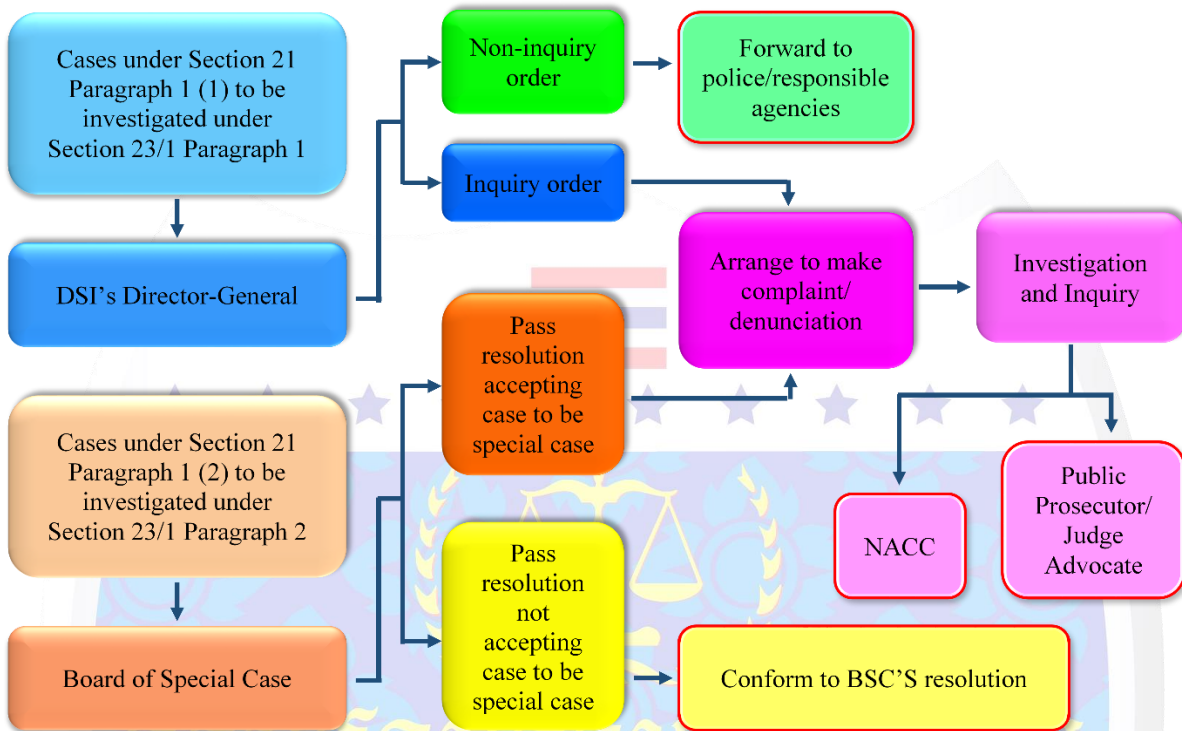 Cases under Section 21
Paragraph 1 (1) to be
investigated under
Section 23/1 Paragraph 1
DSI's Director-General
Non-inquiry
order
Forward to
police/responsible
agencies
Inquiry order
Arrange to make
complaint/
denunciation
Investigation
and Inquiry
Cases under Section 21
Paragraph 1 (2) to be
investigated under
Section 23/1 Paragraph 2
Board of Special Case
Pass
resolution
accepting
case to be
special case
Pass
resolution
not
accepting
case to be
special case
NACC
Public
Prosecutor/
Judge
Advocate
Conform to BSC'S resolution